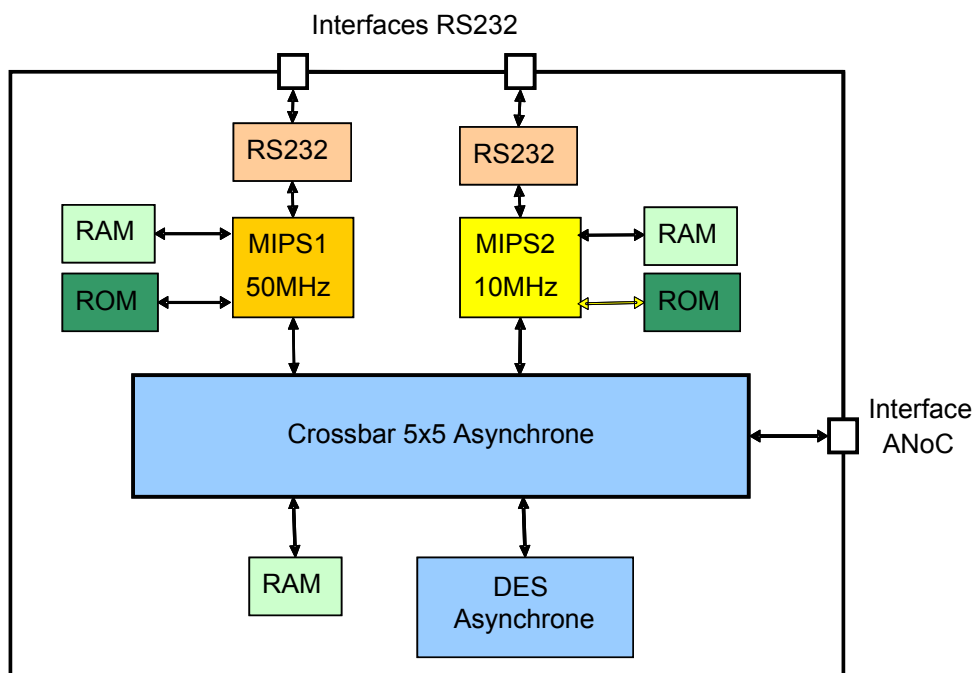 Interfaces RS232
RS232
RS232
RAM
MIPS1
50MHz
ROM
MIPS2
10MHz
RAM
ROM
Crossbar 5x5 Asynchrone
Interface
ANoC
RAM
DES
Asynchrone